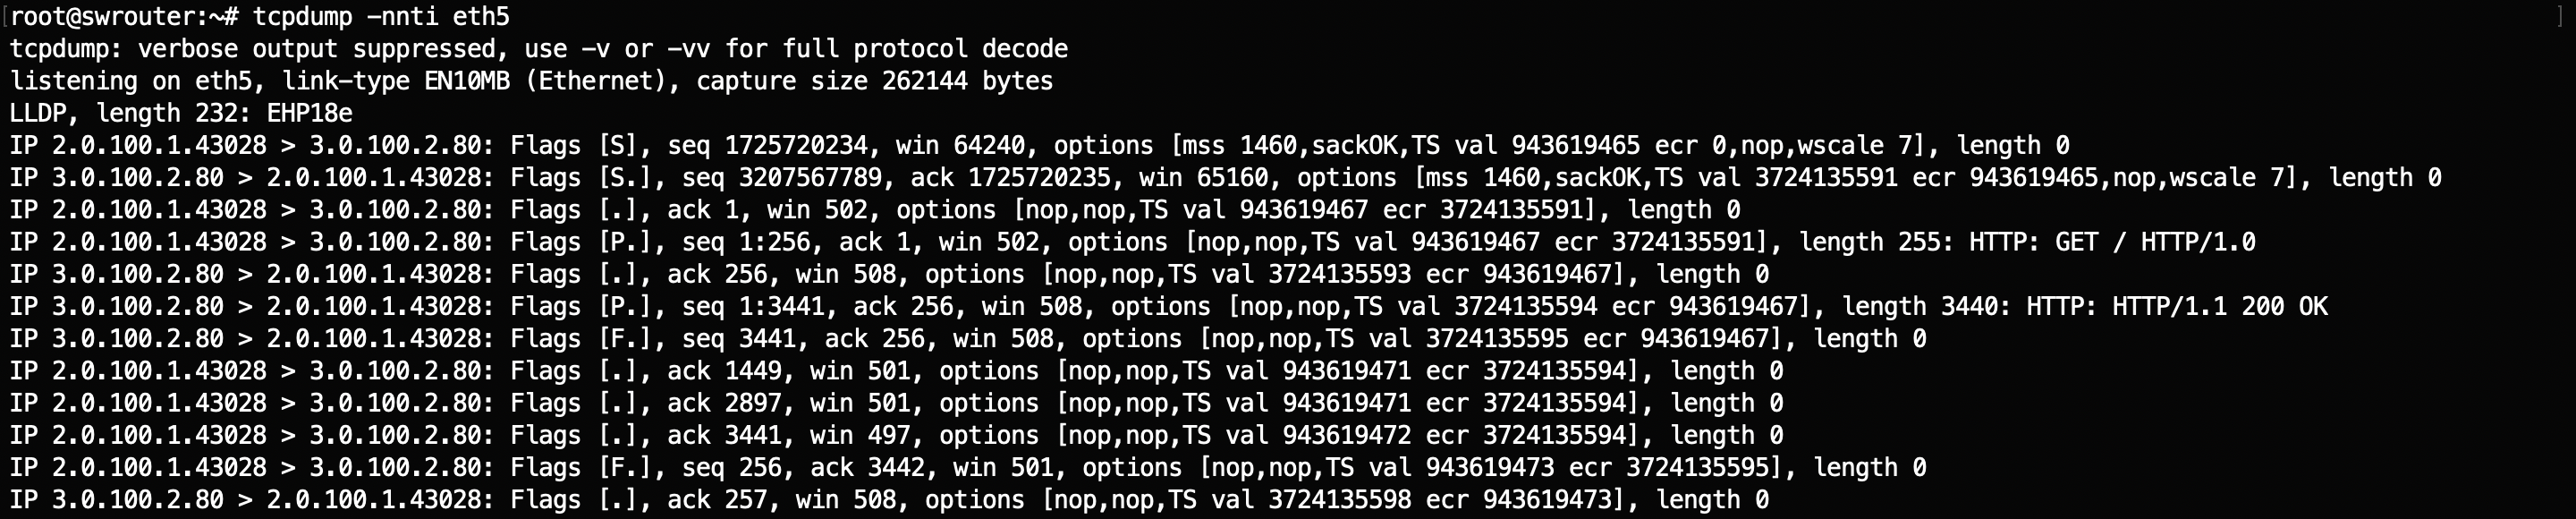 [root@swrouter:~# tcpdump -nnti eth5 ]
tcpdump: verbose output suppressed, use -v or -vv for full protocol decode
listening on eth5, link-type EN10MB (Ethernet), capture size 262144 bytes
LLDP, length 232: EHP18e
IP 2.0.100.1.43028 > 3.0.100.2.80: Flags [S], seq 1725720234, win 64240, options [mss 1460,sackOK,TS val 943619465 ecr 0,nop,wscale 7], length 0
IP 3.0.100.2.80 > 2.0.100.1.43028: Flags [S.], seq 3207567789, ack 1725720235, win 65160, options [mss 1460,sackOK,TS val 3724135591 ecr 943619465,nop,wscale 7], length 0
IP 2.0.100.1.43028 > 3.0.100.2.80: Flags [.], ack 1, win 502, options [nop,nop,TS val 943619467 ecr 3724135591], length 0
IP 2.0.100.1.43028 > 3.0.100.2.80: Flags [P.], seq 1:256, ack 1, win 502, options [nop,nop,TS val 943619467 ecr 3724135591], length 255: HTTP: GET / HTTP/1.0
IP 3.0.100.2.80 > 2.0.100.1.43028: Flags [.], ack 256, win 508, options [nop,nop,TS val 3724135593 ecr 943619467], length 0
IP 3.0.100.2.80 > 2.0.100.1.43028: Flags [P.], seq 1:3441, ack 256, win 508, options [nop,nop,TS val 3724135594 ecr 943619467], length 3440: HTTP: HTTP/1.1 200 OK
IP 3.0.100.2.80 > 2.0.100.1.43028: Flags [F.], seq 3441, ack 256, win 508, options [nop,nop,TS val 3724135595 ecr 943619467], length 0
IP 2.0.100.1.43028 > 3.0.100.2.80: Flags [.], ack 1449, win 501, options [nop,nop,TS val 943619471 ecr 3724135594], length 0
IP 2.0.100.1.43028 > 3.0.100.2.80: Flags [.], ack 2897, win 501, options [nop,nop,TS val 943619471 ecr 3724135594], length 0
IP 2.0.100.1.43028 > 3.0.100.2.80: Flags [.], ack 3441, win 497, options [nop,nop,TS val 943619472 ecr 3724135594], length 0
IP 2.0.100.1.43028 > 3.0.100.2.80: Flags [F.], seq 256, ack 3442, win 501, options [nop,nop,TS val 943619473 ecr 3724135595], length 0
IP 3.0.100.2.80 > 2.0.100.1.43028: Flags [.], ack 257, win 508, options [nop,nop,TS val 3724135598 ecr 943619473], length 0